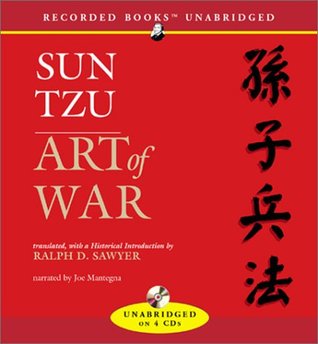 RECORDED BOOKS™ UNABRIDGED
SUN
TZU
ART of
WAR
translated, with a Historical Introduction by
RALPH D. SAWYER
narrated by Joe Mantegna
孫子兵法
UNABRIDGED
ON 4 CDs